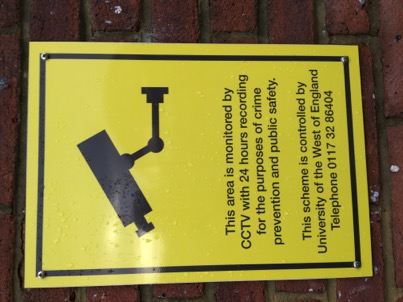 This area is monitored by
CCTV with 24 hours recording
for the purposes of crime
prevention and public safety.
This scheme is controlled by
University of the West of England
Telephone 0117 32 86404